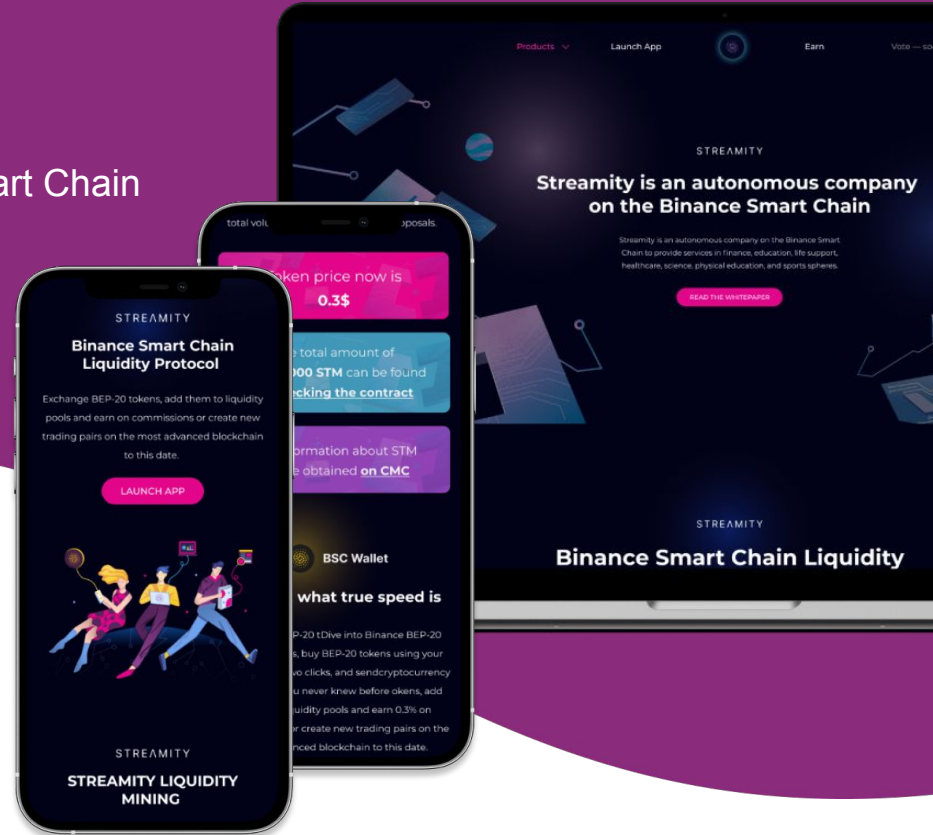 art Chain
Products
Launch App
Earn
Vote — so
STREAMITY
Streamity is an autonomous company
on the Binance Smart Chain
Streamity is an autonomous company on the Binance Smart
Chain to provide services in finance, education, life support,
healthcare, science, physical education, and sports spheres.
READ THE WHITEPAPER
STREAMITY
Binance Smart Chain Liquidity
total volu
oposals.
oken price now is
0.3$
e total amount of
000 STM can be found
ecking the contract
ormation about STM
e obtained on CMC
BSC Wallet
what true speed is
P-20 tDive into Binance BEP-20
s, buy BEP-20 tokens using your
wo clicks, and sendcryptocurrency
u never knew before okens, add
uidity pools and earn 0.3% on
or create new trading pairs on the
nced blockchain to this date.
STREAMITY
Binance Smart Chain
Liquidity Protocol
Exchange BEP-20 tokens, add them to liquidity
pools and earn on commissions or create new
trading pairs on the most advanced blockchain
to this date.
LAUNCH APP
STREAMITY
STREAMITY LIQUIDITY
MINING